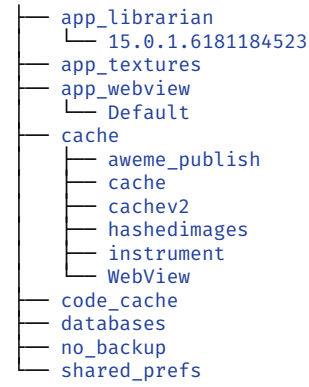 ├── app_librarian
│   └── 15.0.1.6181184523
├── app_textures
├── app_webview
│   └── Default
├── cache
│   ├── aweme_publish
│   ├── cache
│   ├── cachev2
│   ├── hashedimages
│   ├── instrument
│   └── WebView
├── code_cache
├── databases
├── no_backup
└── shared_prefs